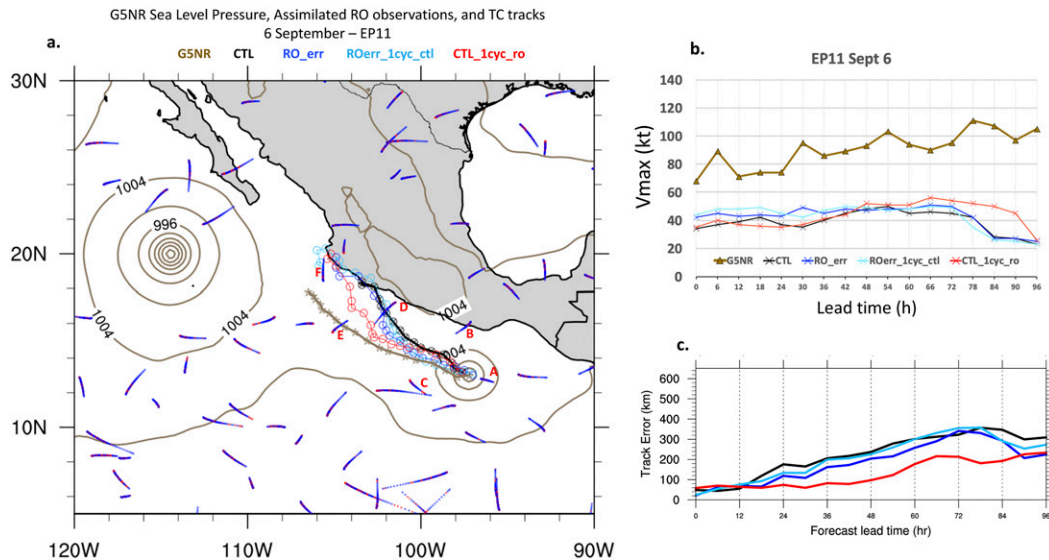 G5NR Sea Level Pressure, Assimilated RO observations, and TC tracks
6 September – EP11
a.
G5NR CTL RO_err ROerr_1cyc_ctl CTL_1cyc_ro
30N
20N
10N
120W 110W 100W 90W
1004
996
1004
1004
1004
1004
F
D
B
E
A
C
b.
EP11 Sept 6
Vmax (kt)
140
120
100
80
60
40
20
0
G5NR CTL RO_err ROerr_1cyc_ctl CTL_1cyc_ro
0 6 12 18 24 30 36 42 48 54 60 66 72 78 84 90 96
Lead time (h)
c.
Track Error (km)
600
500
400
300
200
100
0
0 12 24 36 48 60 72 84 96
Forecast lead time (hr)